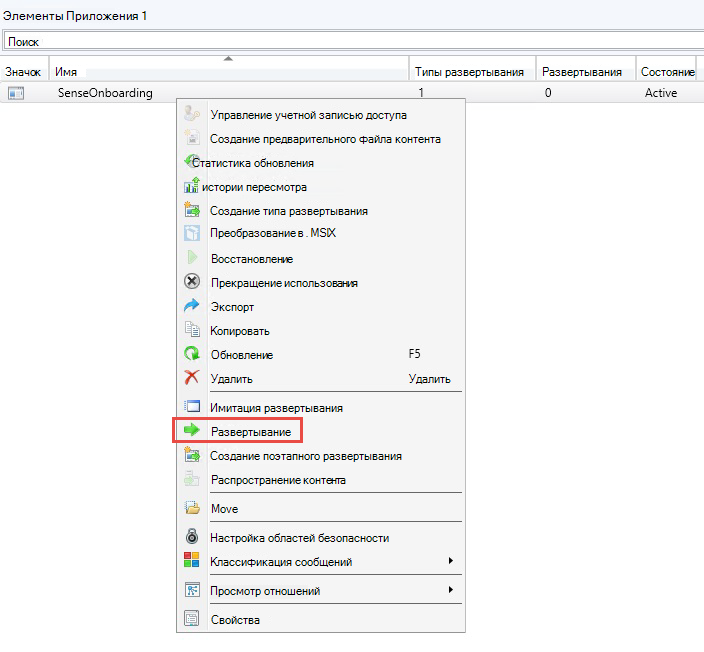 Элементы Приложения 1
Поиск
Значок Имя Типы развертывания Развертывания Состояние
SenseOnboarding 1 0 Active
Управление учетной записью доступа
Создание предварительного файла контента
Статистика обновления
истории пересмотра
Создание типа развертывания
Преобразование в . MSIX
Восстановление
Прекращение использования
Экспорт
Копировать
Обновление F5
Удалить Удалить
Имитация развертывания
Развертывание
Создание поэтапного развертывания
Распространение контента
Move
Настройка областей безопасности
Классификация сообщений
Просмотр отношений
Свойства